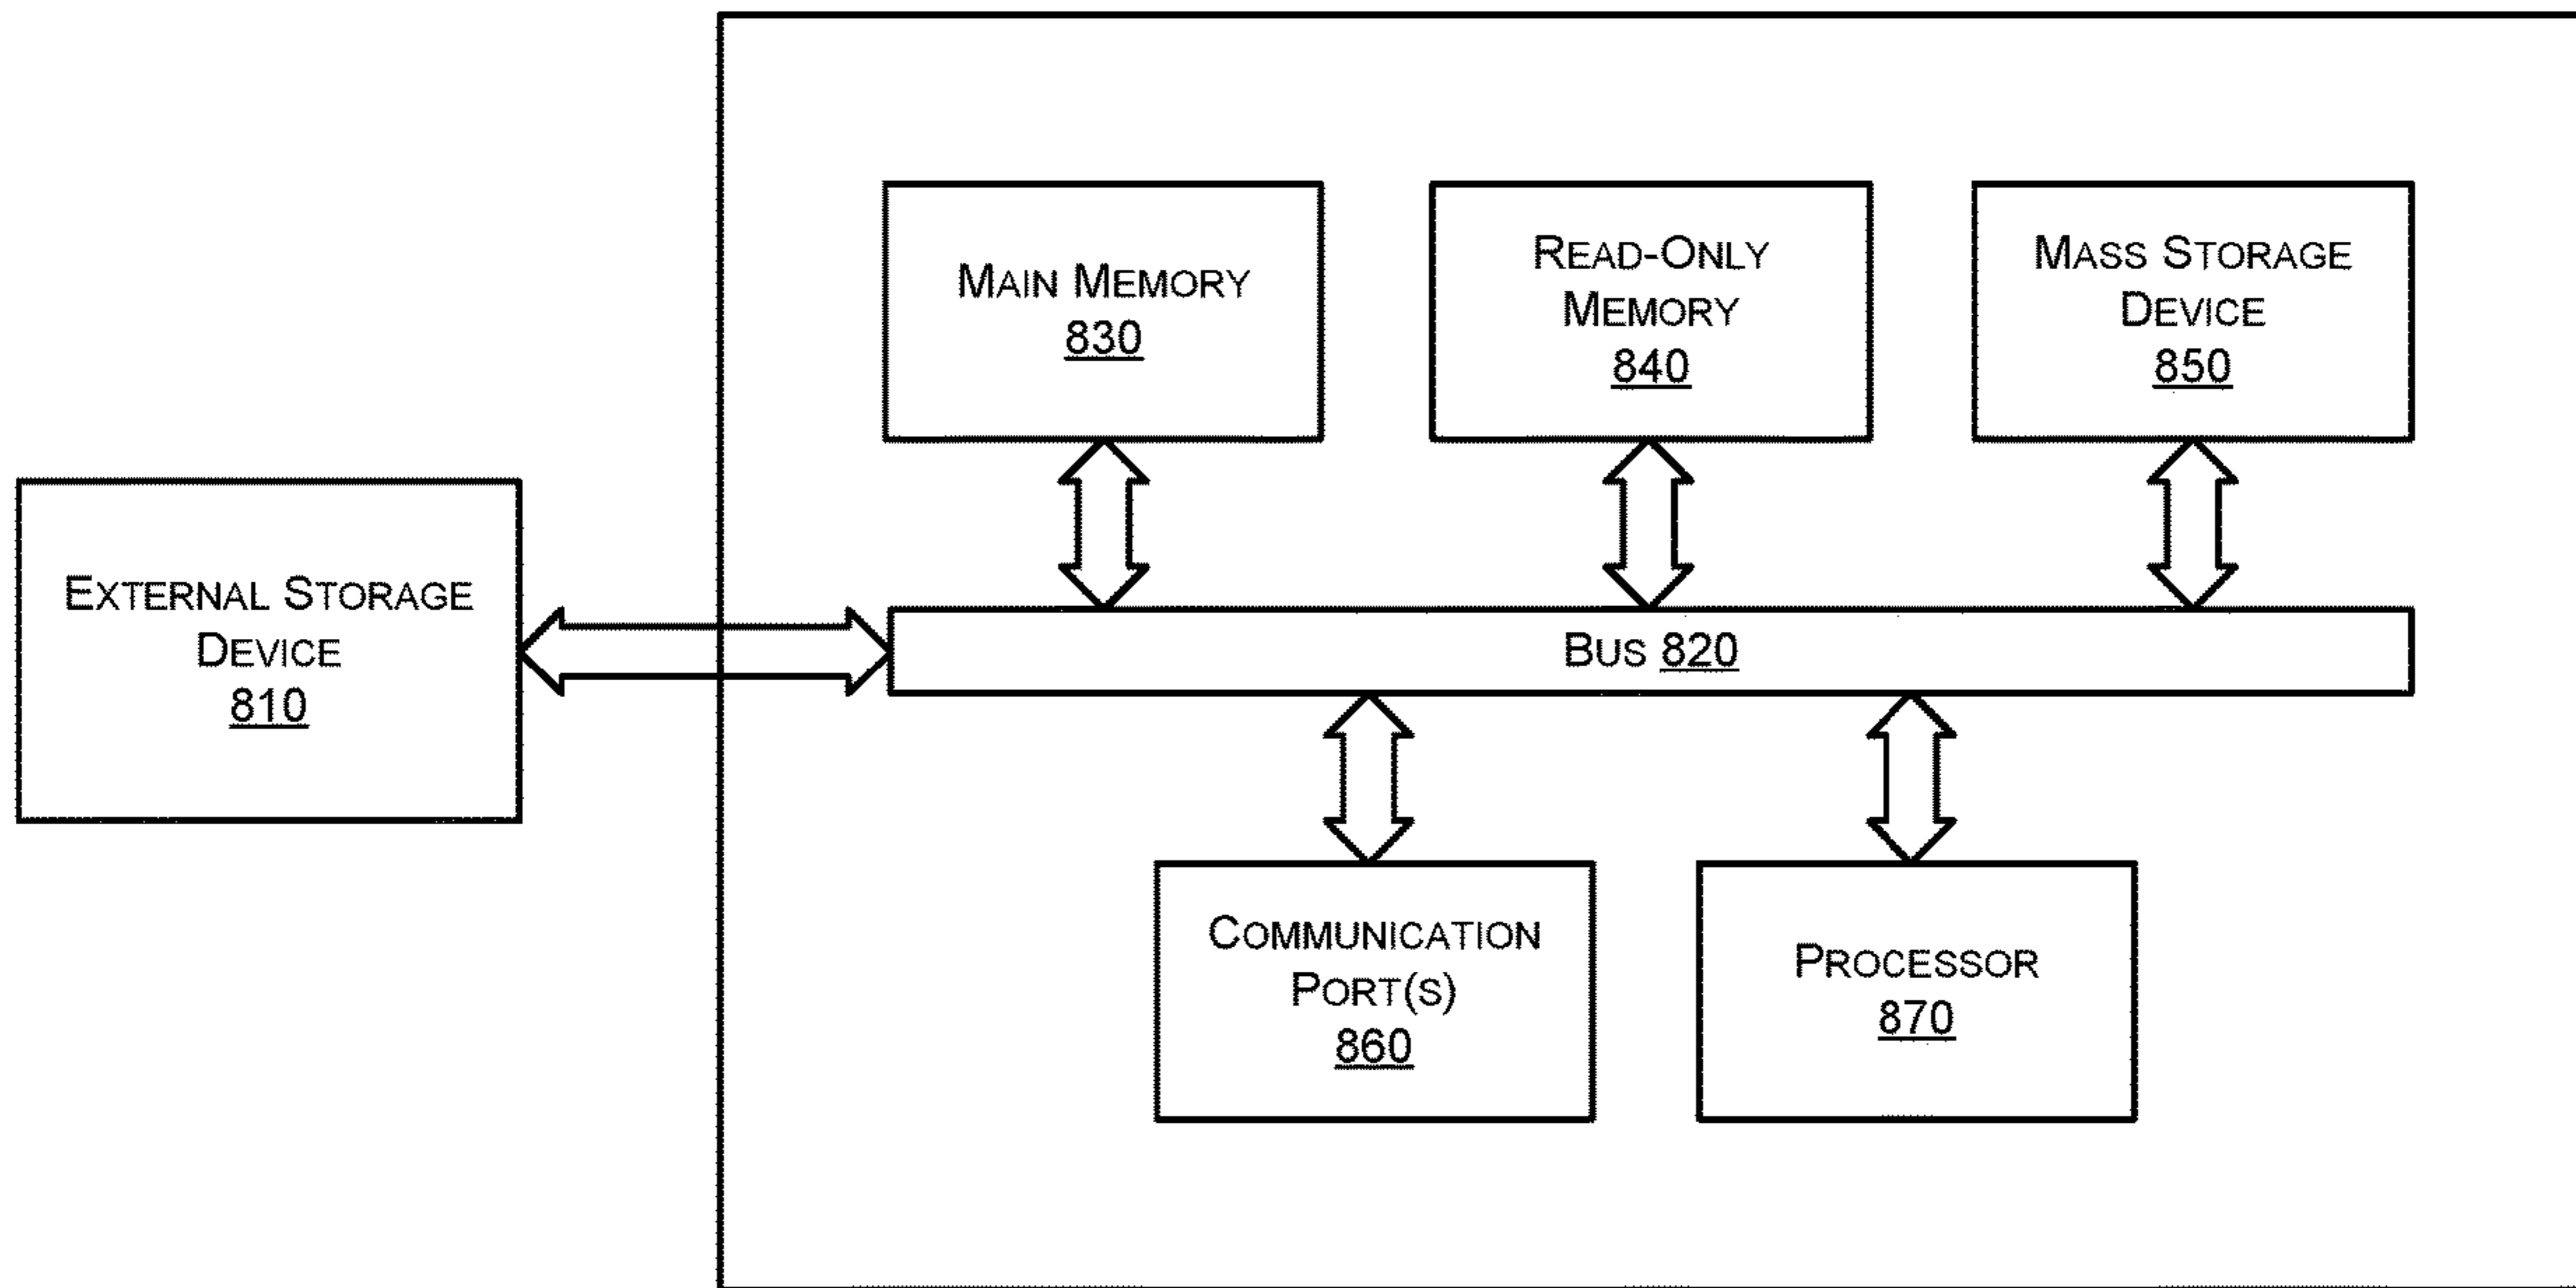 MAIN MEMORY
830
READ-ONLY
MEMORY
840
MASS STORAGE
DEVICE
850
EXTERNAL STORAGE
DEVICE
810
BUS 820
COMMUNICATION
PORT(S)
860
PROCESSOR
870